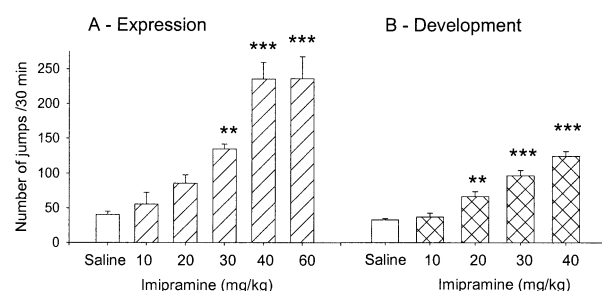 A - Expression
B - Development
Number of jumps /30 min
250
200
150
100
50
0
**
***
***
**
***
***
Saline 10 20 30 40 60
Saline 10 20 30 40
Imipramine (mg/kg)
Imipramine (mg/kg)